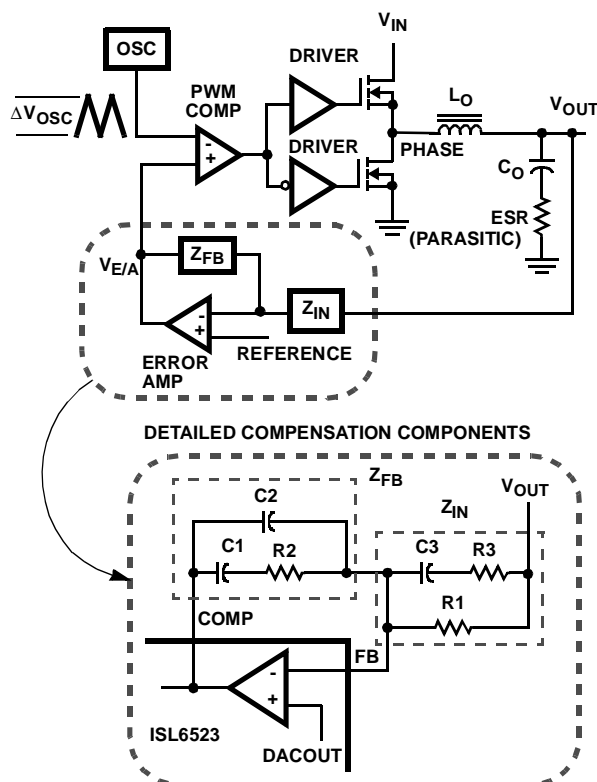 V_IN
OSC
DRIVER
PWM
COMP
ΔV_OSC
L_O
V_OUT
-
+
DRIVER
PHASE
C_O
ESR
(PARASITIC)
V_E/A
Z_FB
Z_IN
-
+
REFERENCE
ERROR
AMP
DETAILED COMPENSATION COMPONENTS
Z_FB
V_OUT
C2
Z_IN
C1
R2
C3
R3
R1
COMP
FB
-
+
ISL6523
DACOUT